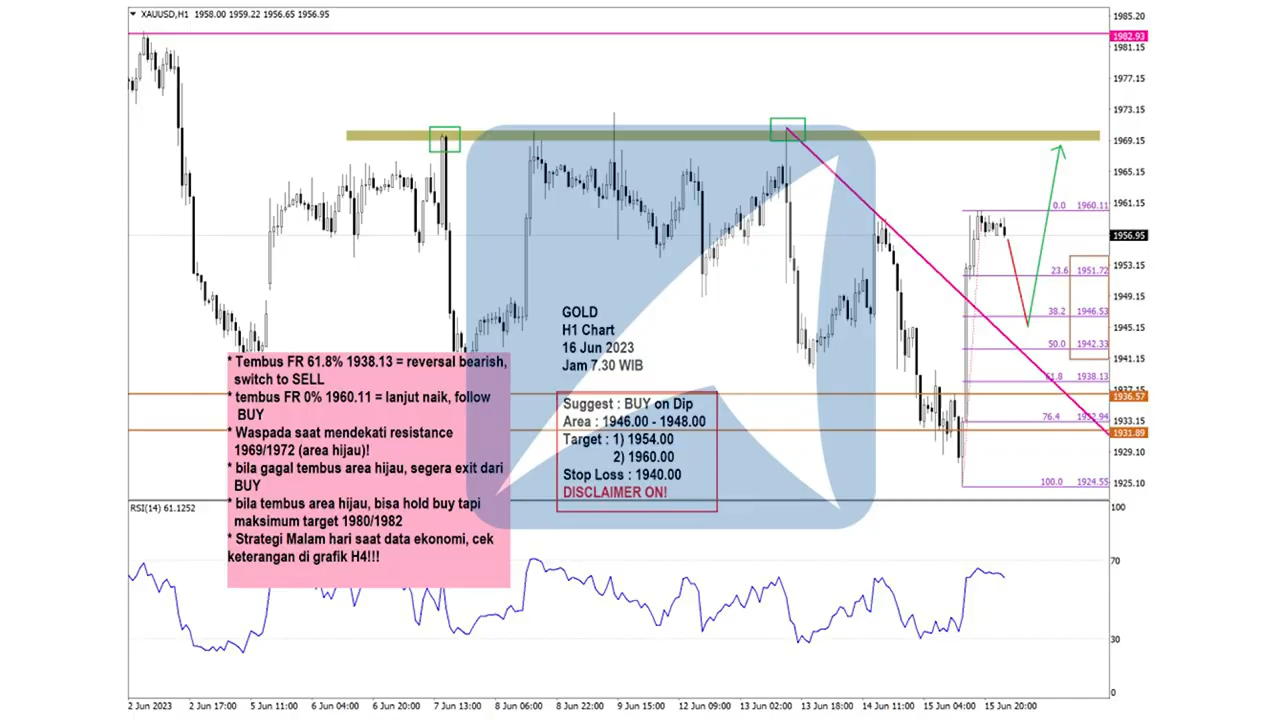 XAUUSD,H1 1958.00 1959.22 1956.65 1956.95
1985.20
1982.93
1981.15
1977.15
1973.15
1969.15
1965.15
0.0 1960.11
1961.15
1956.95
1953.15
23.6 1951.72
1949.15
38.2 1946.53
1945.15
50.0 1942.33
1941.15
61.8 1938.13
1937.15
1936.57
76.4 1932.94
1933.15
1931.89
1929.10
100.0 1924.55
1925.10
GOLD
H1 Chart
16 Jun 2023
Jam 7.30 WIB
* Tembus FR 61.8% 1938.13 = reversal bearish,
switch to SELL
* tembus FR 0% 1960.11 = lanjut naik, follow
BUY
* Waspada saat mendekati resistance
1969/1972 (area hijau)!
* bila gagal tembus area hijau, segera exit dari
BUY
* bila tembus area hijau, bisa hold buy tapi
maksimum target 1980/1982
* Strategi Malam hari saat data ekonomi, cek
keterangan di grafik H4!!!
Suggest : BUY on Dip
Area : 1946.00 - 1948.00
Target : 1) 1954.00
2) 1960.00
Stop Loss : 1940.00
DISCLAIMER ON!
RSI(14) 61.1252
100
70
30
0
2 Jun 2023 2 Jun 17:00 5 Jun 11:00 6 Jun 04:00 6 Jun 20:00 7 Jun 13:00 8 Jun 07:00 9 Jun 15:00 12 Jun 09:00 13 Jun 02:00 13 Jun 18:00 14 Jun 11:00 15 Jun 04:00 15 Jun 20:00